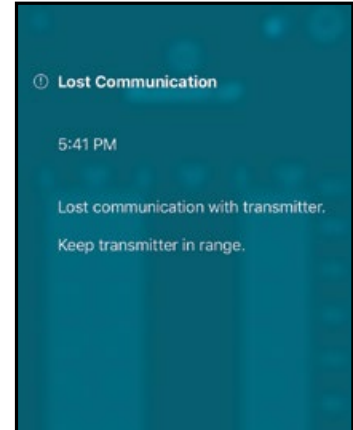 Lost Communication
5:41 PM
Lost communication with transmitter.
Keep transmitter in range.